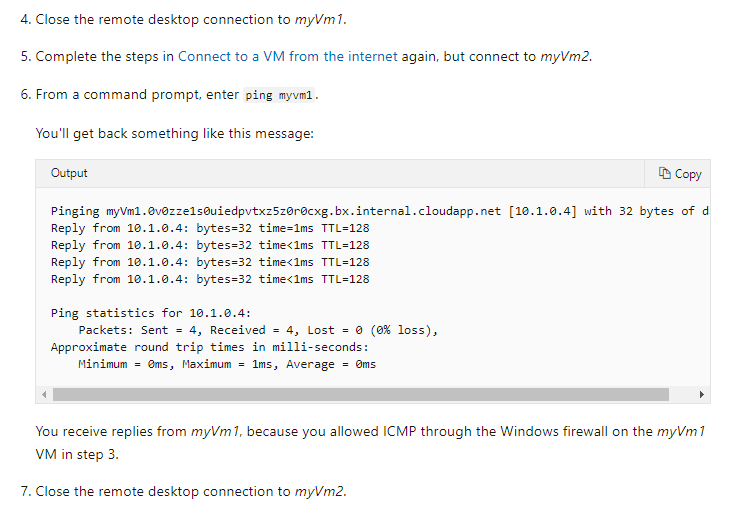 4. Close the remote desktop connection to myVm1.
5. Complete the steps in Connect to a VM from the internet again, but connect to myVm2.
6. From a command prompt, enter ping myvm1.
You'll get back something like this message:
Output
Copy
Pinging myVm1.0v0zze1s0uiedpvtxz5z0r0cxg.bx.internal.cloudapp.net [10.1.0.4] with 32 bytes of d
Reply from 10.1.0.4: bytes=32 time=1ms TTL=128
Reply from 10.1.0.4: bytes=32 time<1ms TTL=128
Reply from 10.1.0.4: bytes=32 time<1ms TTL=128
Reply from 10.1.0.4: bytes=32 time<1ms TTL=128
Ping statistics for 10.1.0.4:
Packets: Sent = 4, Received = 4, Lost = 0 (0% loss),
Approximate round trip times in milli-seconds:
Minimum = 0ms, Maximum = 1ms, Average = 0ms
You receive replies from myVm1, because you allowed ICMP through the Windows firewall on the myVm1
VM in step 3.
7. Close the remote desktop connection to myVm2.